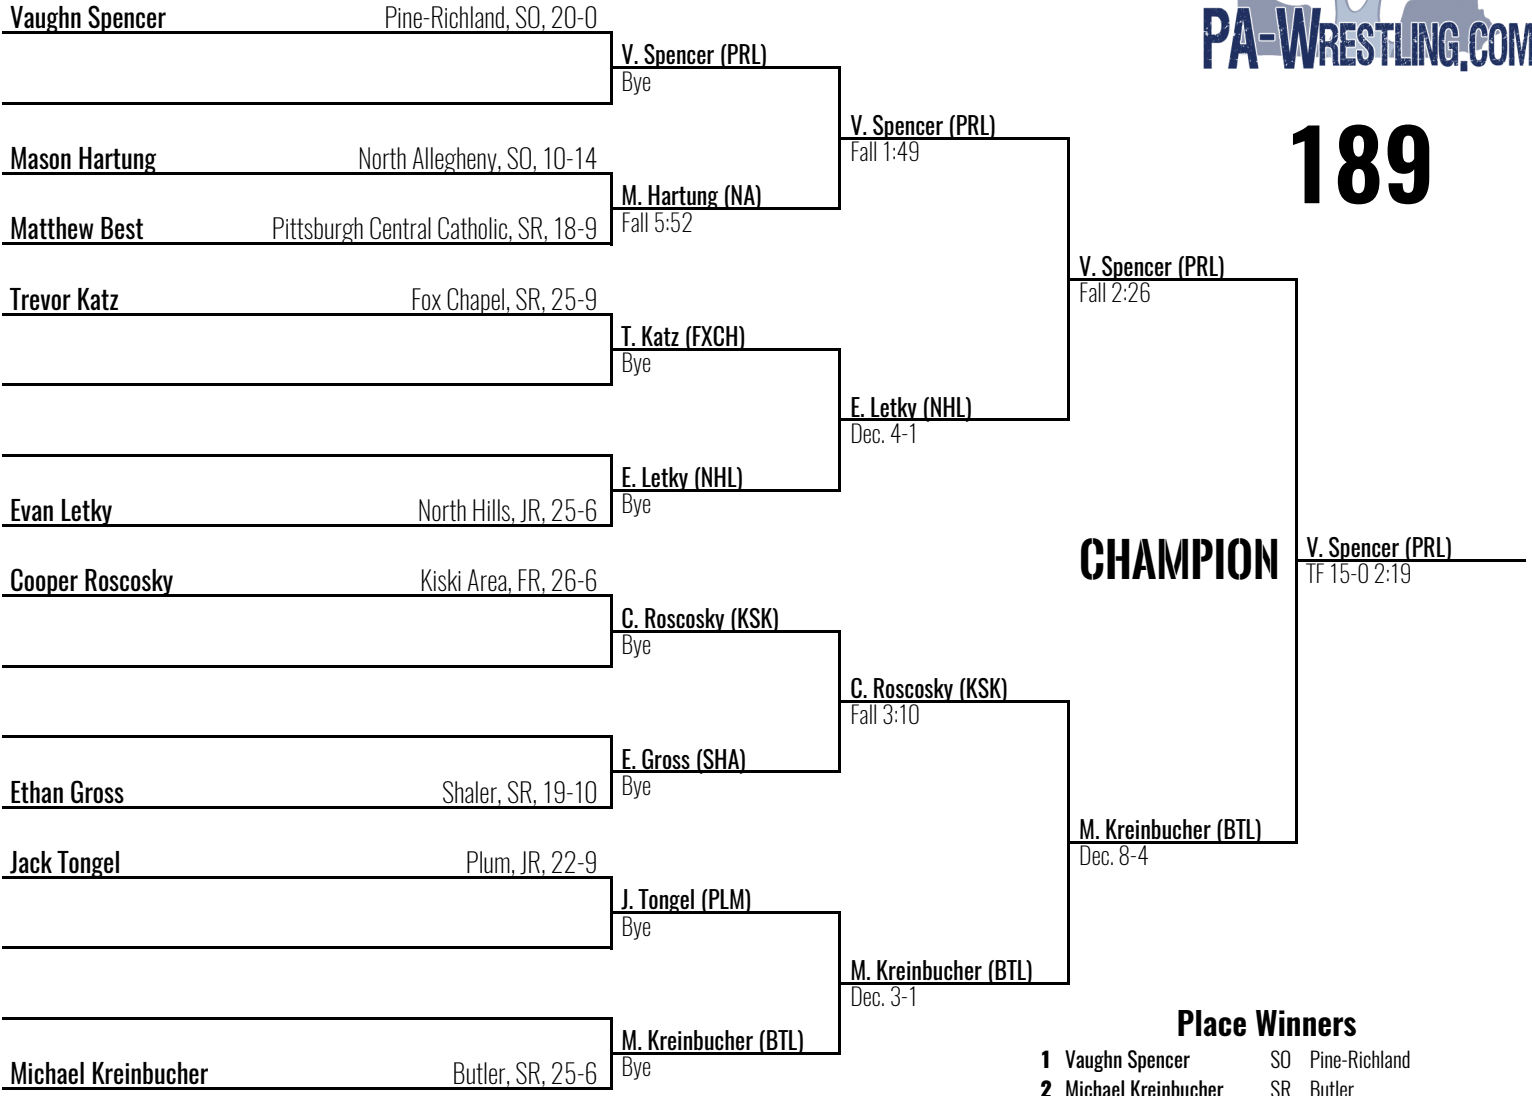 Vaughn Spencer Pine-Richland, SO, 20-0
V. Spencer (PRL)
Bye
Mason Hartung North Allegheny, SO, 10-14
M. Hartung (NA)
Fall 5:52
Matthew Best Pittsburgh Central Catholic, SR, 18-9
V. Spencer (PRL)
Fall 1:49
Trevor Katz Fox Chapel, SR, 25-9
T. Katz (FXCH)
Bye
E. Letky (NHL)
Bye
Evan Letky North Hills, JR, 25-6
E. Letky (NHL)
Dec. 4-1
V. Spencer (PRL)
Fall 2:26
Cooper Roscosky Kiski Area, FR, 26-6
C. Roscosky (KSK)
Bye
E. Gross (SHA)
Bye
Ethan Gross Shaler, SR, 19-10
C. Roscosky (KSK)
Fall 3:10
Jack Tongel Plum, JR, 22-9
J. Tongel (PLM)
Bye
M. Kreinbucher (BTL)
Bye
Michael Kreinbucher Butler, SR, 25-6
M. Kreinbucher (BTL)
Dec. 3-1
M. Kreinbucher (BTL)
Dec. 8-4
PA-WRESTLING.COM
189
CHAMPION
V. Spencer (PRL)
TF 15-0 2:19
Place Winners
1 Vaughn Spencer SO Pine-Richland
2 Michael Kreinbucher SR Butler